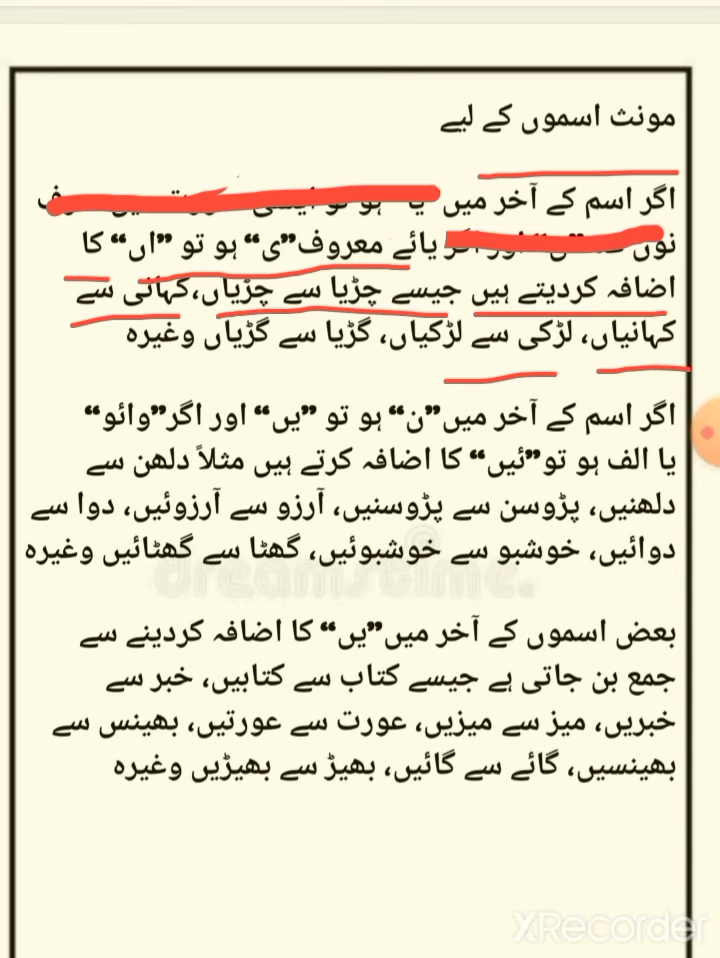 مونث اسموں کے لیے
اگر اسم کے آخر میں
یائے معروف”ی“ ہو تو ”اں“ کا
اضافہ کردیتے ہیں جیسے چڑیا سے چڑیاں،کہانی سے
کہانیاں، لڑکی سے لڑکیاں، گڑیا سے گڑیاں وغیرہ
اگر اسم کے آخر میں”ن“ ہو تو ”یں“ اور اگر”وائو“
یا الف ہو تو”ئیں“ کا اضافہ کرتے ہیں مثلاً دلھن سے
دلھنیں، پڑوسن سے پڑوسنیں، آرزو سے آرزوئیں، دوا سے
دوائیں، خوشبو سے خوشبوئیں، گھٹا سے گھٹائیں وغیرہ
dreamstime.
بعض اسموں کے آخر میں”یں“ کا اضافہ کردینے سے
جمع بن جاتی ہے جیسے کتاب سے کتابیں، خبر سے
خبریں، میز سے میزیں، عورت سے عورتیں، بھینس سے
بھینسیں، گائے سے گائیں، بھیڑ سے بھیڑیں وغیرہ
XRecorder